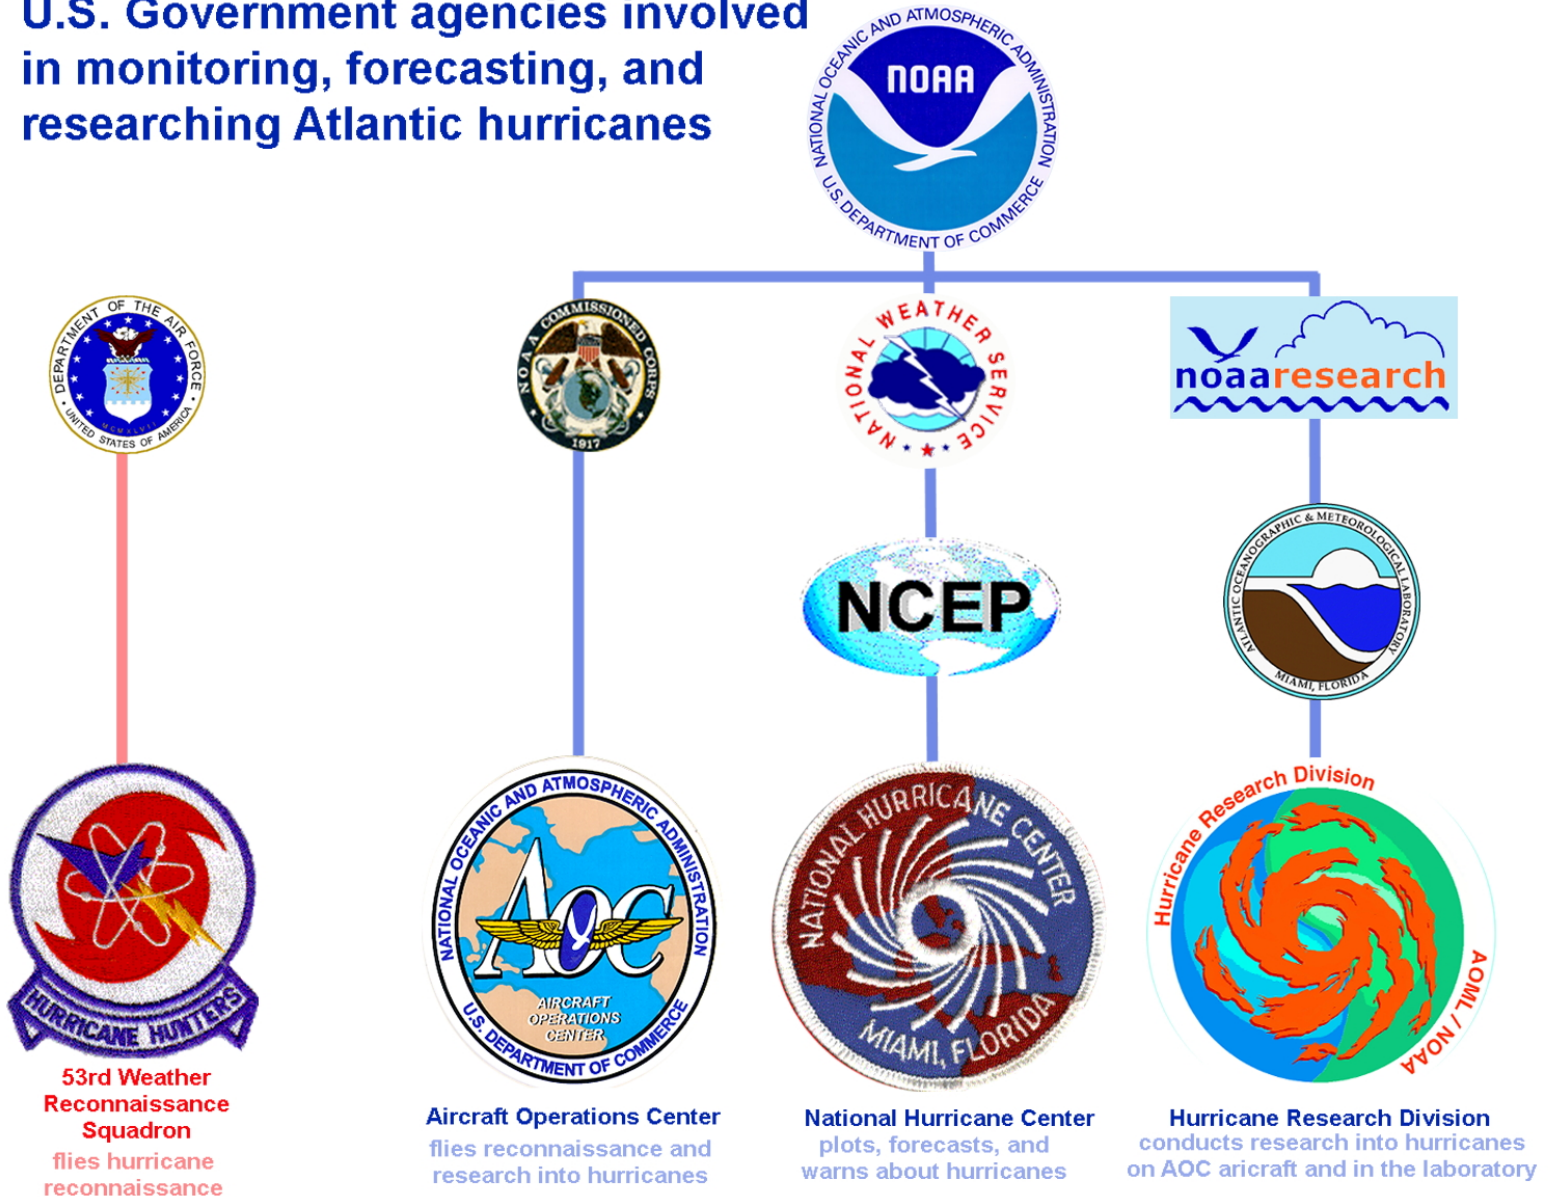 U.S. Government agencies involved
in monitoring, forecasting, and
researching Atlantic hurricanes
NATIONAL OCEANIC AND ATMOSPHERIC ADMINISTRATION
NOAA
U.S. DEPARTMENT OF COMMERCE
DEPARTMENT OF THE AIR FORCE
MCMXLVII
UNITED STATES OF AMERICA
NOAA COMMISSIONED CORPS
1917
NATIONAL WEATHER SERVICE
noaaresearch
NCEP
ATLANTIC OCEANOGRAPHIC & METEOROLOGICAL LABORATORY
MIAMI, FLORIDA
HURRICANE HUNTERS
53rd Weather
Reconnaissance
Squadron
flies hurricane
reconnaissance
NATIONAL OCEANIC AND ATMOSPHERIC ADMINISTRATION
AOC
AIRCRAFT
OPERATIONS
CENTER
U.S. DEPARTMENT OF COMMERCE
Aircraft Operations Center
flies reconnaissance and
research into hurricanes
NATIONAL HURRICANE CENTER
MIAMI, FLORIDA
National Hurricane Center
plots, forecasts, and
warns about hurricanes
Hurricane Research Division
AOML / NOAA
Hurricane Research Division
conducts research into hurricanes
on AOC aricraft and in the laboratory